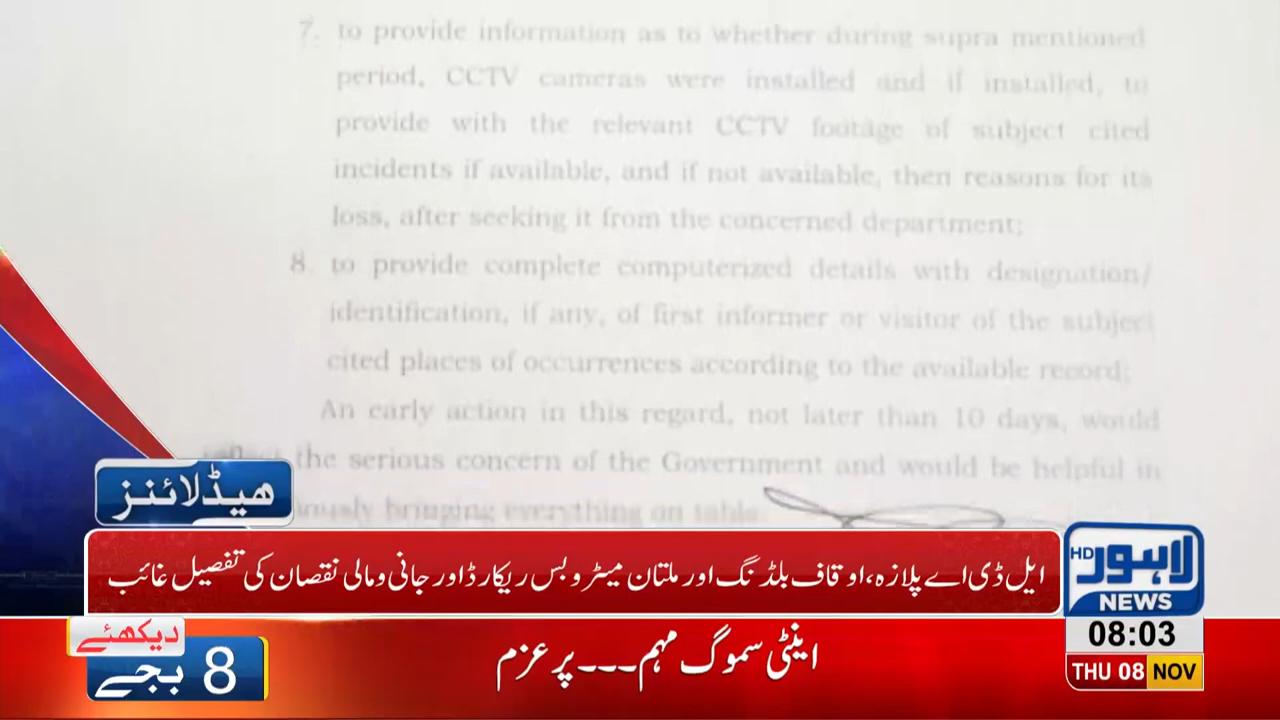 7. to provide information as to whether during supra mentioned
period, CCTV cameras were installed and if installed, to
provide with the relevant CCTV footage of subject cited
incidents if available, and if not available, then reasons for its
loss, after seeking it from the concerned department;
8. to provide complete computerized details with designation/
identification, if any, of first informer or visitor of the subject
cited places of occurrences according to the available record;
An early action in this regard, not later than 10 days, would
the serious concern of the Government and would be helpful in
bringing everything on table.
ہیڈلائنز
ایل ڈی اے پلازہ، اوقاف بلڈنگ اور ملتان میٹرو بس ریکارڈ اور جانی و مالی نقصان کی تفصیل غائب
HD لاہور
NEWS
08:03
THU 08 NOV
دیکھئے
8 بجے
اینٹی سموگ مہم۔۔۔پر عزم